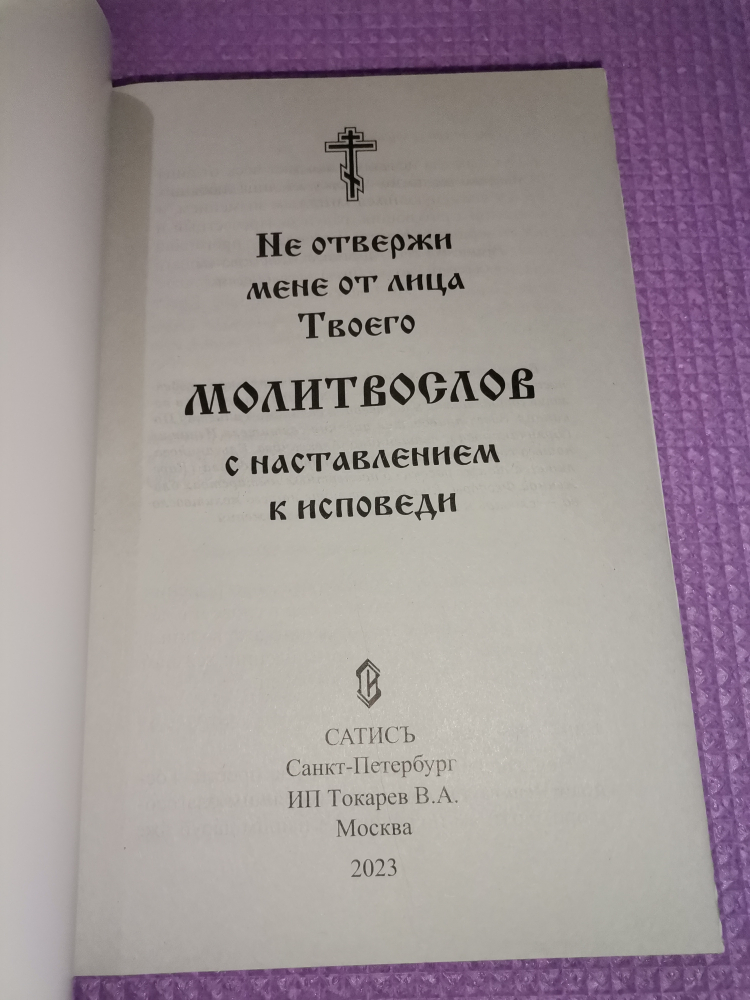 Не отвержи
мене от лица
Твоего
МОЛИТВОСЛОВ
с наставлением
к исповеди
САТИСЪ
Санкт-Петербург
ИП Токарев В.А.
Москва
2023